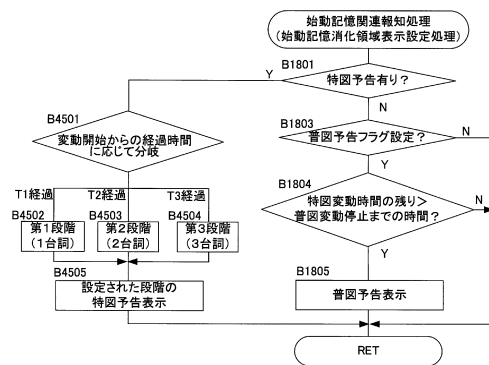 始動記憶関連報知処理
(始動記憶消化領域表示設定処理)
B1801
Y
特図予告有り？
N
B4501
変動開始からの経過時間
に応じて分岐
B1803
普図予告フラグ設定？
N
Y
B1804
特図変動時間の残り＞
普図変動停止までの時間？
N
Y
T1経過
T2経過
T3経過
B4502
B4503
B4504
第1段階
(1台詞)
第2段階
(2台詞)
第3段階
(3台詞)
B4505
設定された段階の
特図予告表示
B1805
普図予告表示
RET